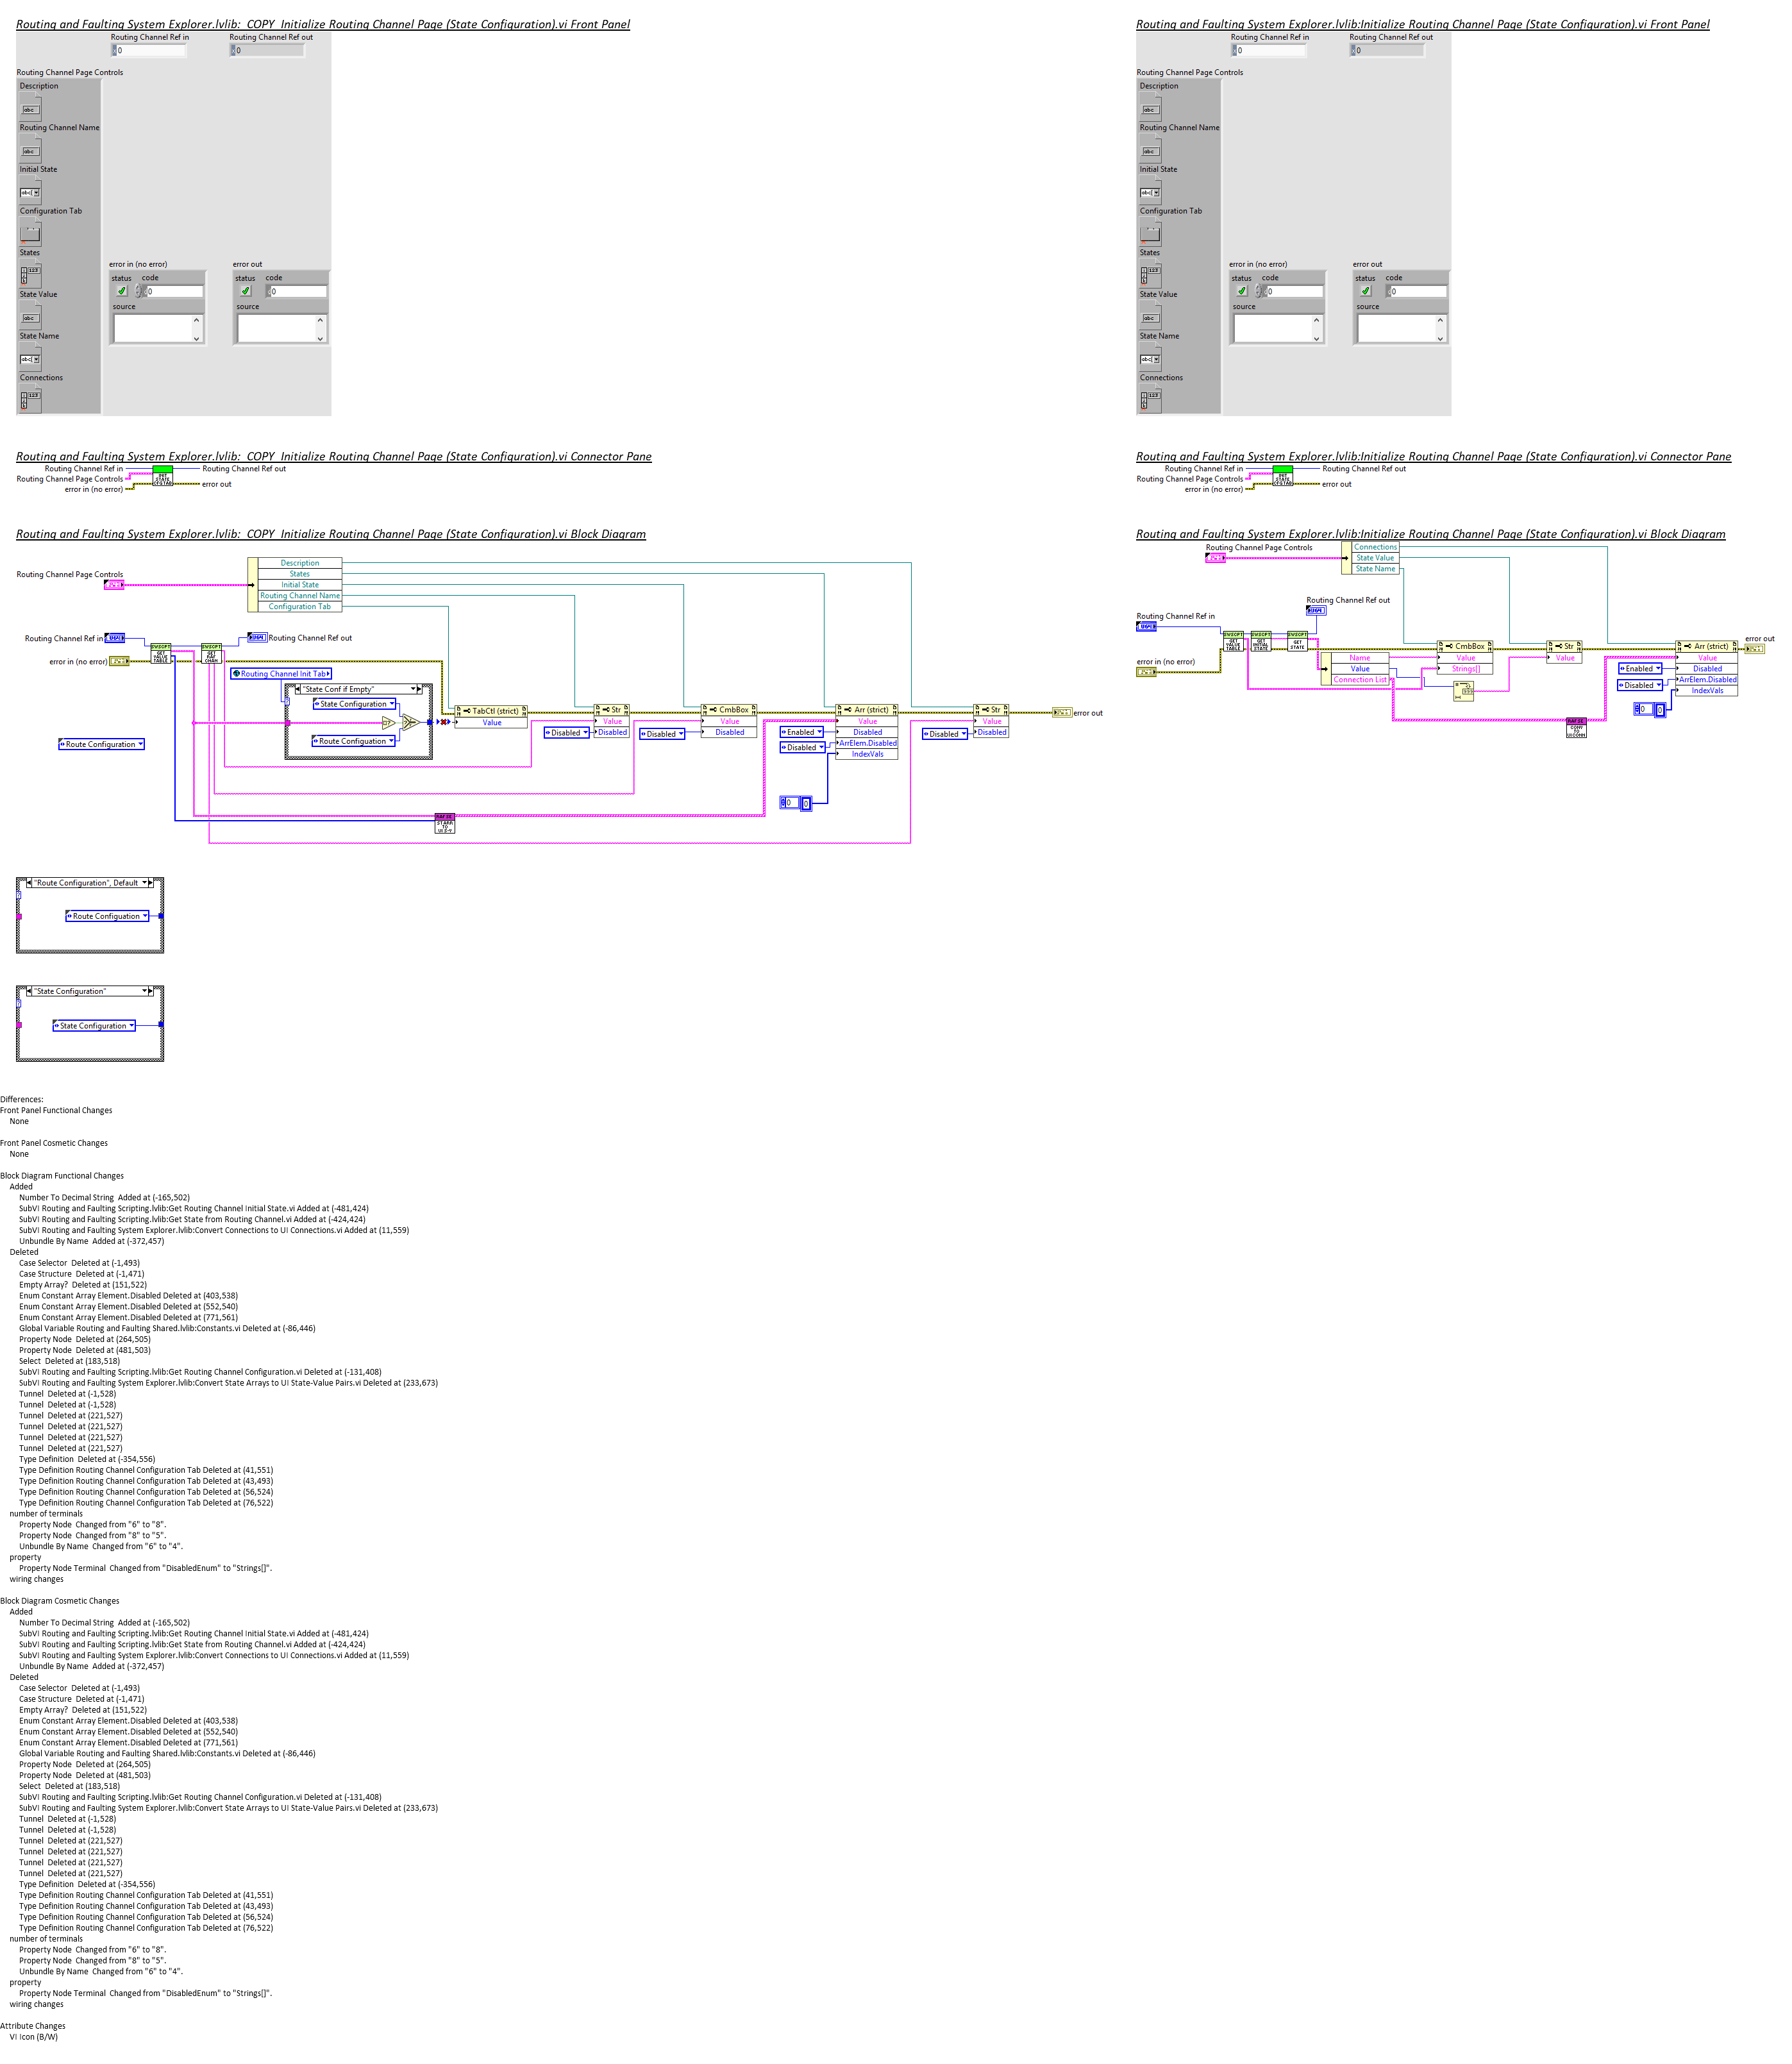 Routing and Faulting System Explorer.lvlib:_COPY_Initialize Routing Channel Page (State Configuration).vi Front Panel
Routing Channel Ref in
Routing Channel Ref out
0
0
Routing Channel Page Controls
Description
abc
Routing Channel Name
abc
Initial State
abc
Configuration Tab
States
State Value
abc
State Name
abc
Connections
error in (no error)
error out
status code
0
status code
0
source
source
Routing and Faulting System Explorer.lvlib:Initialize Routing Channel Page (State Configuration).vi Front Panel
Routing Channel Ref in
Routing Channel Ref out
0
0
Routing Channel Page Controls
Description
abc
Routing Channel Name
abc
Initial State
abc
Configuration Tab
States
State Value
abc
State Name
abc
Connections
error in (no error)
error out
status code
0
status code
0
source
source
Routing and Faulting System Explorer.lvlib:_COPY_Initialize Routing Channel Page (State Configuration).vi Connector Pane
Routing Channel Ref in
Routing Channel Page Controls
error in (no error)
Routing Channel Ref out
error out
Routing and Faulting System Explorer.lvlib:Initialize Routing Channel Page (State Configuration).vi Connector Pane
Routing Channel Ref in
Routing Channel Page Controls
error in (no error)
Routing Channel Ref out
error out
Routing and Faulting System Explorer.lvlib:_COPY_Initialize Routing Channel Page (State Configuration).vi Block Diagram
Routing Channel Page Controls
Description
States
Initial State
Routing Channel Name
Configuration Tab
Routing Channel Ref in
Routing Channel Ref out
error in (no error)
GET VALUE TABLE
Routing Channel Init Tab
"State Conf if Empty"
State Configuration
Route Configuation
Route Configuration
TabCtl (strict)
Value
Str
Value
Disabled
Disabled
CmbBox
Value
Disabled
Disabled
Arr (strict)
Value
Disabled
ArrElem.Disabled
IndexVals
Enabled
Disabled
0
0
Str
Value
Disabled
Disabled
error out
"Route Configuration", Default
Route Configuation
"State Configuration"
State Configuration
Routing and Faulting System Explorer.lvlib:Initialize Routing Channel Page (State Configuration).vi Block Diagram
Routing Channel Page Controls
Connections
State Value
State Name
Routing Channel Ref out
Routing Channel Ref in
error in (no error)
GET VALUE TABLE
GET INITIAL STATE
GET STATE
Name
Value
Connection List
CmbBox
Value
Strings[]
Str
Value
Arr (strict)
Value
Disabled
ArrElem.Disabled
IndexVals
Enabled
Disabled
0
0
error out
Differences:
Front Panel Functional Changes
None
Front Panel Cosmetic Changes
None
Block Diagram Functional Changes
Added
Number To Decimal String  Added at (-165,502)
SubVI Routing and Faulting Scripting.lvlib:Get Routing Channel Initial State.vi Added at (-481,424)
SubVI Routing and Faulting Scripting.lvlib:Get State from Routing Channel.vi Added at (-424,424)
SubVI Routing and Faulting System Explorer.lvlib:Convert Connections to UI Connections.vi Added at (11,559)
Unbundle By Name  Added at (-372,457)
Deleted
Case Selector  Deleted at (-1,493)
Case Structure  Deleted at (-1,471)
Empty Array?  Deleted at (151,522)
Enum Constant Array Element.Disabled Deleted at (403,538)
Enum Constant Array Element.Disabled Deleted at (552,540)
Enum Constant Array Element.Disabled Deleted at (771,561)
Global Variable Routing and Faulting Shared.lvlib:Constants.vi Deleted at (-86,446)
Property Node  Deleted at (264,505)
Property Node  Deleted at (481,503)
Select  Deleted at (183,518)
SubVI Routing and Faulting Scripting.lvlib:Get Routing Channel Configuration.vi Deleted at (-131,408)
SubVI Routing and Faulting System Explorer.lvlib:Convert State Arrays to UI State-Value Pairs.vi Deleted at (233,673)
Tunnel  Deleted at (-1,528)
Tunnel  Deleted at (-1,528)
Tunnel  Deleted at (221,527)
Tunnel  Deleted at (221,527)
Tunnel  Deleted at (221,527)
Tunnel  Deleted at (221,527)
Type Definition  Deleted at (-354,556)
Type Definition Routing Channel Configuration Tab Deleted at (41,551)
Type Definition Routing Channel Configuration Tab Deleted at (43,493)
Type Definition Routing Channel Configuration Tab Deleted at (56,524)
Type Definition Routing Channel Configuration Tab Deleted at (76,522)
number of terminals
Property Node  Changed from "6" to "8".
Property Node  Changed from "8" to "5".
Unbundle By Name  Changed from "6" to "4".
property
Property Node Terminal  Changed from "DisabledEnum" to "Strings[]".
wiring changes
Block Diagram Cosmetic Changes
Added
Number To Decimal String  Added at (-165,502)
SubVI Routing and Faulting Scripting.lvlib:Get Routing Channel Initial State.vi Added at (-481,424)
SubVI Routing and Faulting Scripting.lvlib:Get State from Routing Channel.vi Added at (-424,424)
SubVI Routing and Faulting System Explorer.lvlib:Convert Connections to UI Connections.vi Added at (11,559)
Unbundle By Name  Added at (-372,457)
Deleted
Case Selector  Deleted at (-1,493)
Case Structure  Deleted at (-1,471)
Empty Array?  Deleted at (151,522)
Enum Constant Array Element.Disabled Deleted at (403,538)
Enum Constant Array Element.Disabled Deleted at (552,540)
Enum Constant Array Element.Disabled Deleted at (771,561)
Global Variable Routing and Faulting Shared.lvlib:Constants.vi Deleted at (-86,446)
Property Node  Deleted at (264,505)
Property Node  Deleted at (481,503)
Select  Deleted at (183,518)
SubVI Routing and Faulting Scripting.lvlib:Get Routing Channel Configuration.vi Deleted at (-131,408)
SubVI Routing and Faulting System Explorer.lvlib:Convert State Arrays to UI State-Value Pairs.vi Deleted at (233,673)
Tunnel  Deleted at (-1,528)
Tunnel  Deleted at (-1,528)
Tunnel  Deleted at (221,527)
Tunnel  Deleted at (221,527)
Tunnel  Deleted at (221,527)
Tunnel  Deleted at (221,527)
Type Definition  Deleted at (-354,556)
Type Definition Routing Channel Configuration Tab Deleted at (41,551)
Type Definition Routing Channel Configuration Tab Deleted at (43,493)
Type Definition Routing Channel Configuration Tab Deleted at (56,524)
Type Definition Routing Channel Configuration Tab Deleted at (76,522)
number of terminals
Property Node  Changed from "6" to "8".
Property Node  Changed from "8" to "5".
Unbundle By Name  Changed from "6" to "4".
property
Property Node Terminal  Changed from "DisabledEnum" to "Strings[]".
wiring changes
Attribute Changes
VI Icon (B/W)